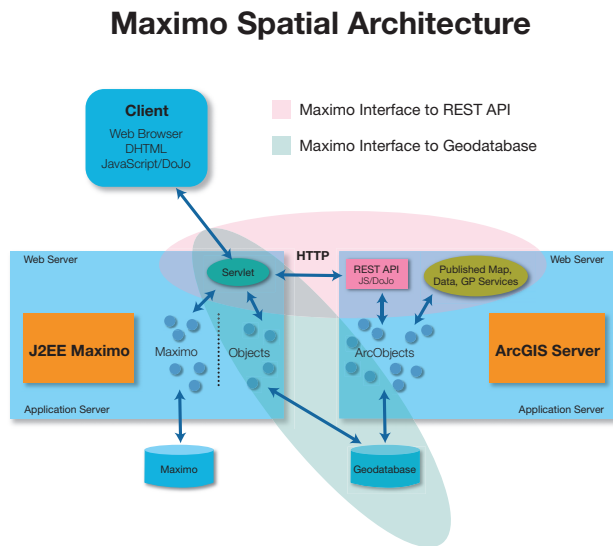 Maximo Spatial Architecture
Client
Web Browser
DHTML
JavaScript/DoJo
Maximo Interface to REST API
Maximo Interface to Geodatabase
Web Server
HTTP
Web Server
Servlet
REST API
JS/DoJo
Published Map,
Data, GP Services
J2EE Maximo
Maximo
Objects
ArcObjects
ArcGIS Server
Application Server
Application Server
Maximo
Geodatabase